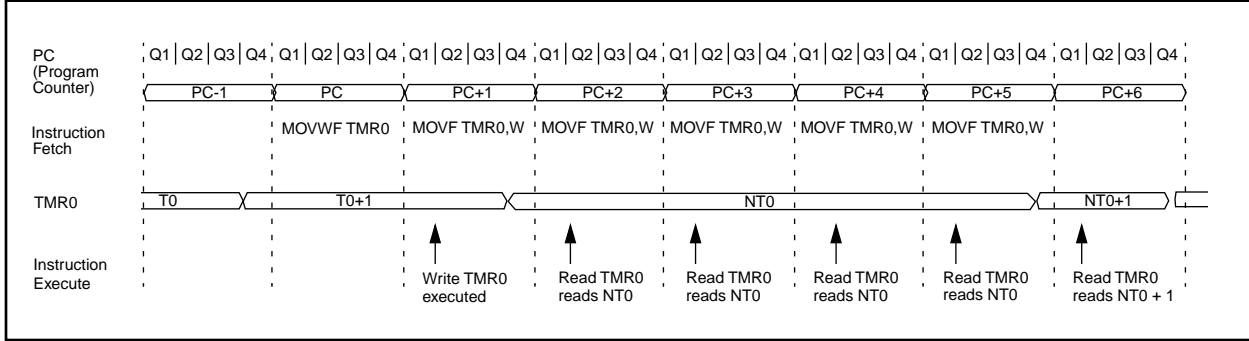 PC
(Program
Counter)
Q1 Q2 Q3 Q4 Q1 Q2 Q3 Q4 Q1 Q2 Q3 Q4 Q1 Q2 Q3 Q4 Q1 Q2 Q3 Q4 Q1 Q2 Q3 Q4 Q1 Q2 Q3 Q4 Q1 Q2 Q3 Q4
PC-1 PC PC+1 PC+2 PC+3 PC+4 PC+5 PC+6
Instruction
Fetch
MOVWF TMR0 MOVF TMR0,W MOVF TMR0,W MOVF TMR0,W MOVF TMR0,W MOVF TMR0,W
TMR0
T0 T0+1 NT0 NT0+1
Instruction
Execute
Write TMR0
executed
Read TMR0
reads NT0
Read TMR0
reads NT0
Read TMR0
reads NT0
Read TMR0
reads NT0
Read TMR0
reads NT0 + 1